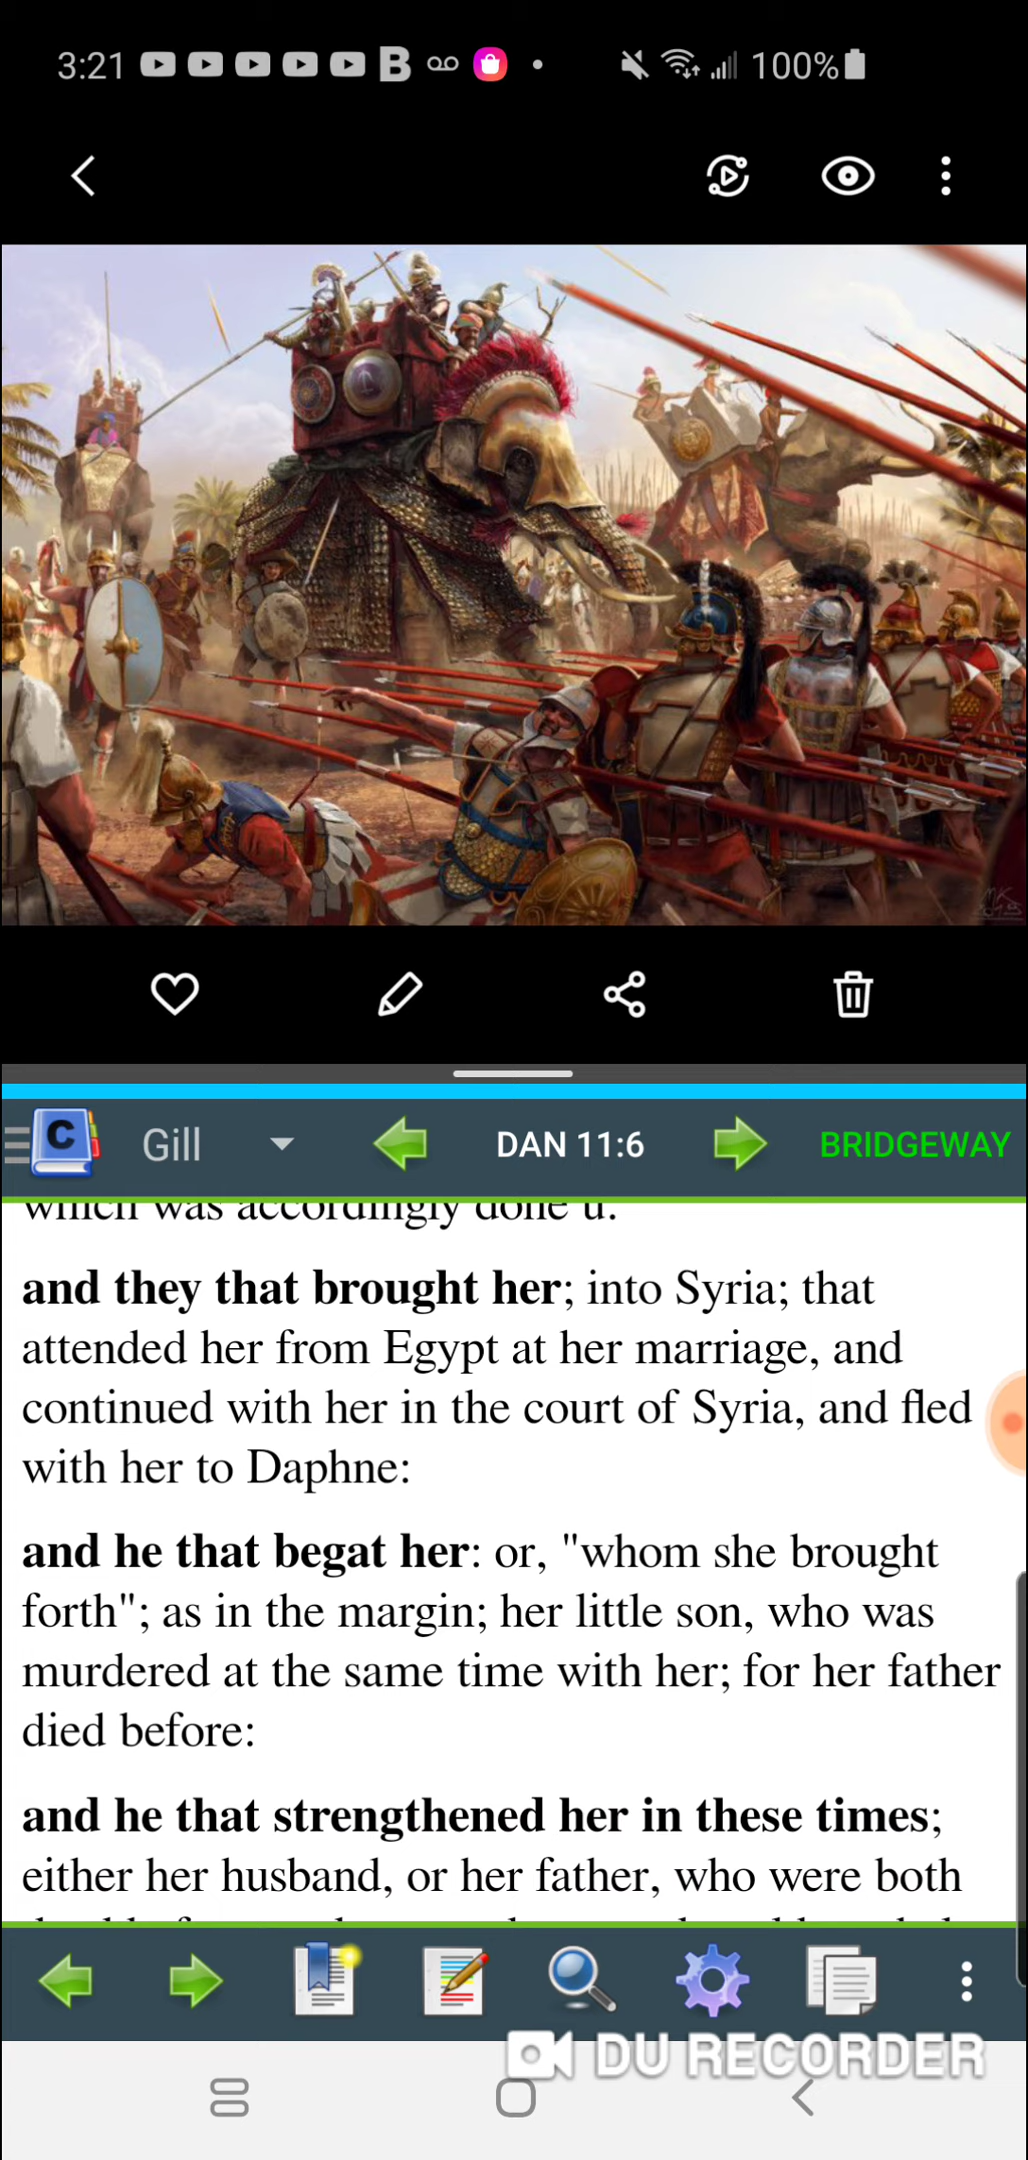 3:21 B 100%
Gill DAN 11:6 BRIDGEWAY
which was accordingly done u.
and they that brought her; into Syria; that
attended her from Egypt at her marriage, and
continued with her in the court of Syria, and fled
with her to Daphne:
and he that begat her: or, "whom she brought
forth"; as in the margin; her little son, who was
murdered at the same time with her; for her father
died before:
and he that strengthened her in these times;
either her husband, or her father, who were both
DU RECORDER